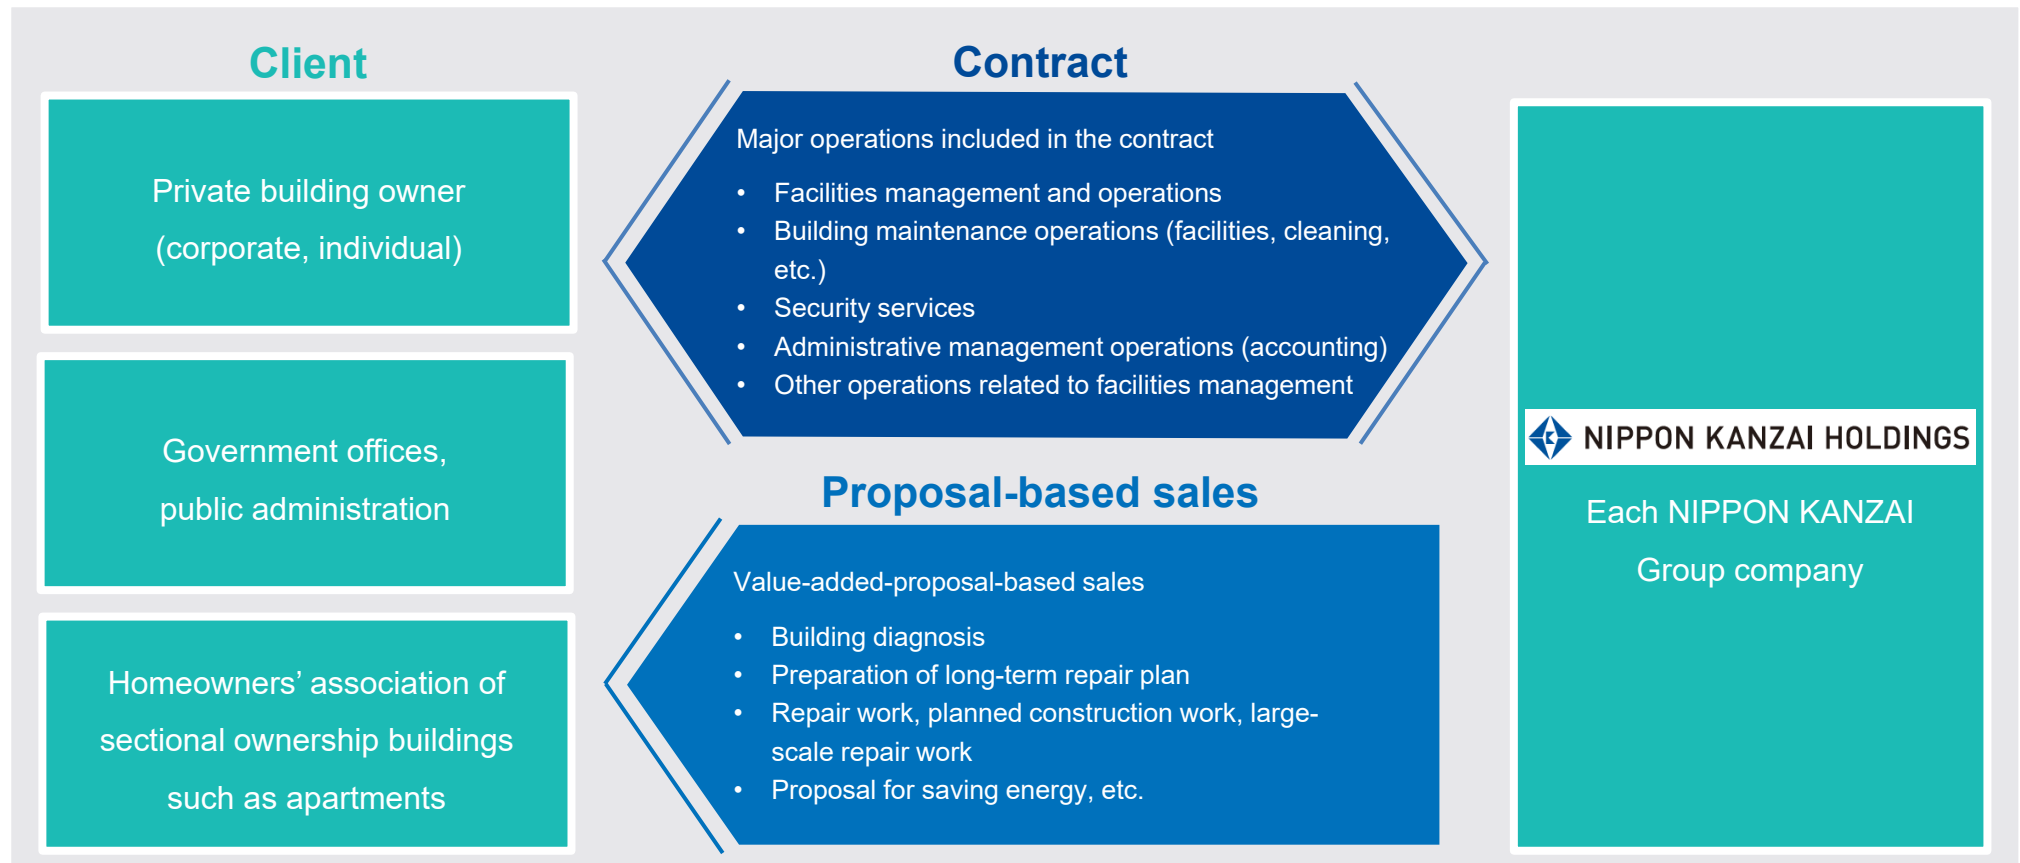 Client
Private building owner
(corporate, individual)
Government offices,
public administration
Homeowners’ association of
sectional ownership buildings
such as apartments
Contract
Major operations included in the contract
• Facilities management and operations
• Building maintenance operations (facilities, cleaning,
etc.)
• Security services
• Administrative management operations (accounting)
• Other operations related to facilities management
Proposal-based sales
Value-added-proposal-based sales
• Building diagnosis
• Preparation of long-term repair plan
• Repair work, planned construction work, large-
scale repair work
• Proposal for saving energy, etc.
NIPPON KANZAI HOLDINGS
Each NIPPON KANZAI
Group company